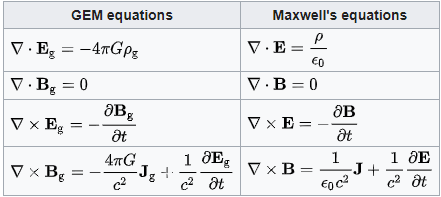 GEM equations Maxwell's equations
∇ · E_g = −4πGρ_g ∇ · E = ρ/ϵ₀
∇ · B_g = 0 ∇ · B = 0
∇ × E_g = −∂B_g/∂t ∇ × E = −∂B/∂t
∇ × B_g = −4πG/c² J_g + 1/c² ∂E_g/∂t ∇ × B = 1/ϵ₀c² J + 1/c² ∂E/∂t